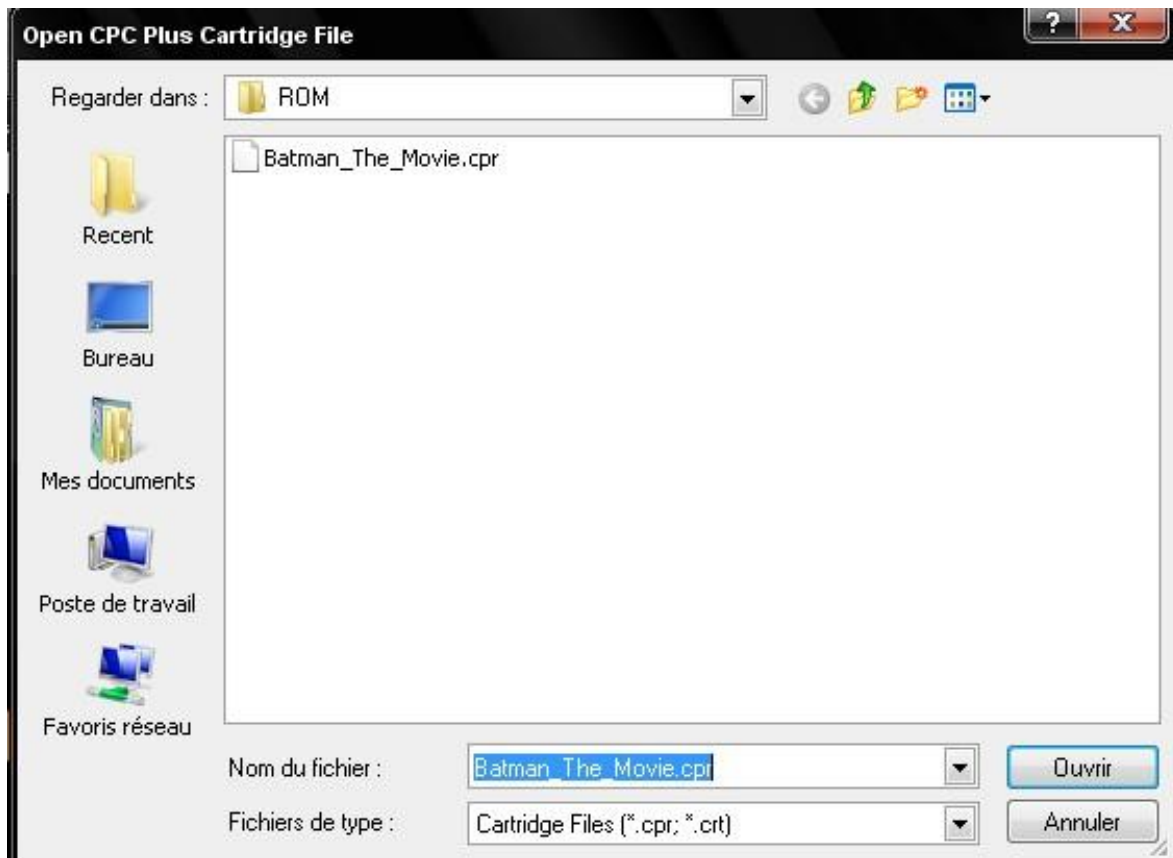 Open CPC Plus Cartridge File
Regarder dans :
ROM
Batman_The_Movie.cpr
Recent
Bureau
Mes documents
Poste de travail
Favoris réseau
Nom du fichier :
Batman_The_Movie.cpr
Ouvrir
Fichiers de type :
Cartridge Files (*.cpr; *.crt)
Annuler